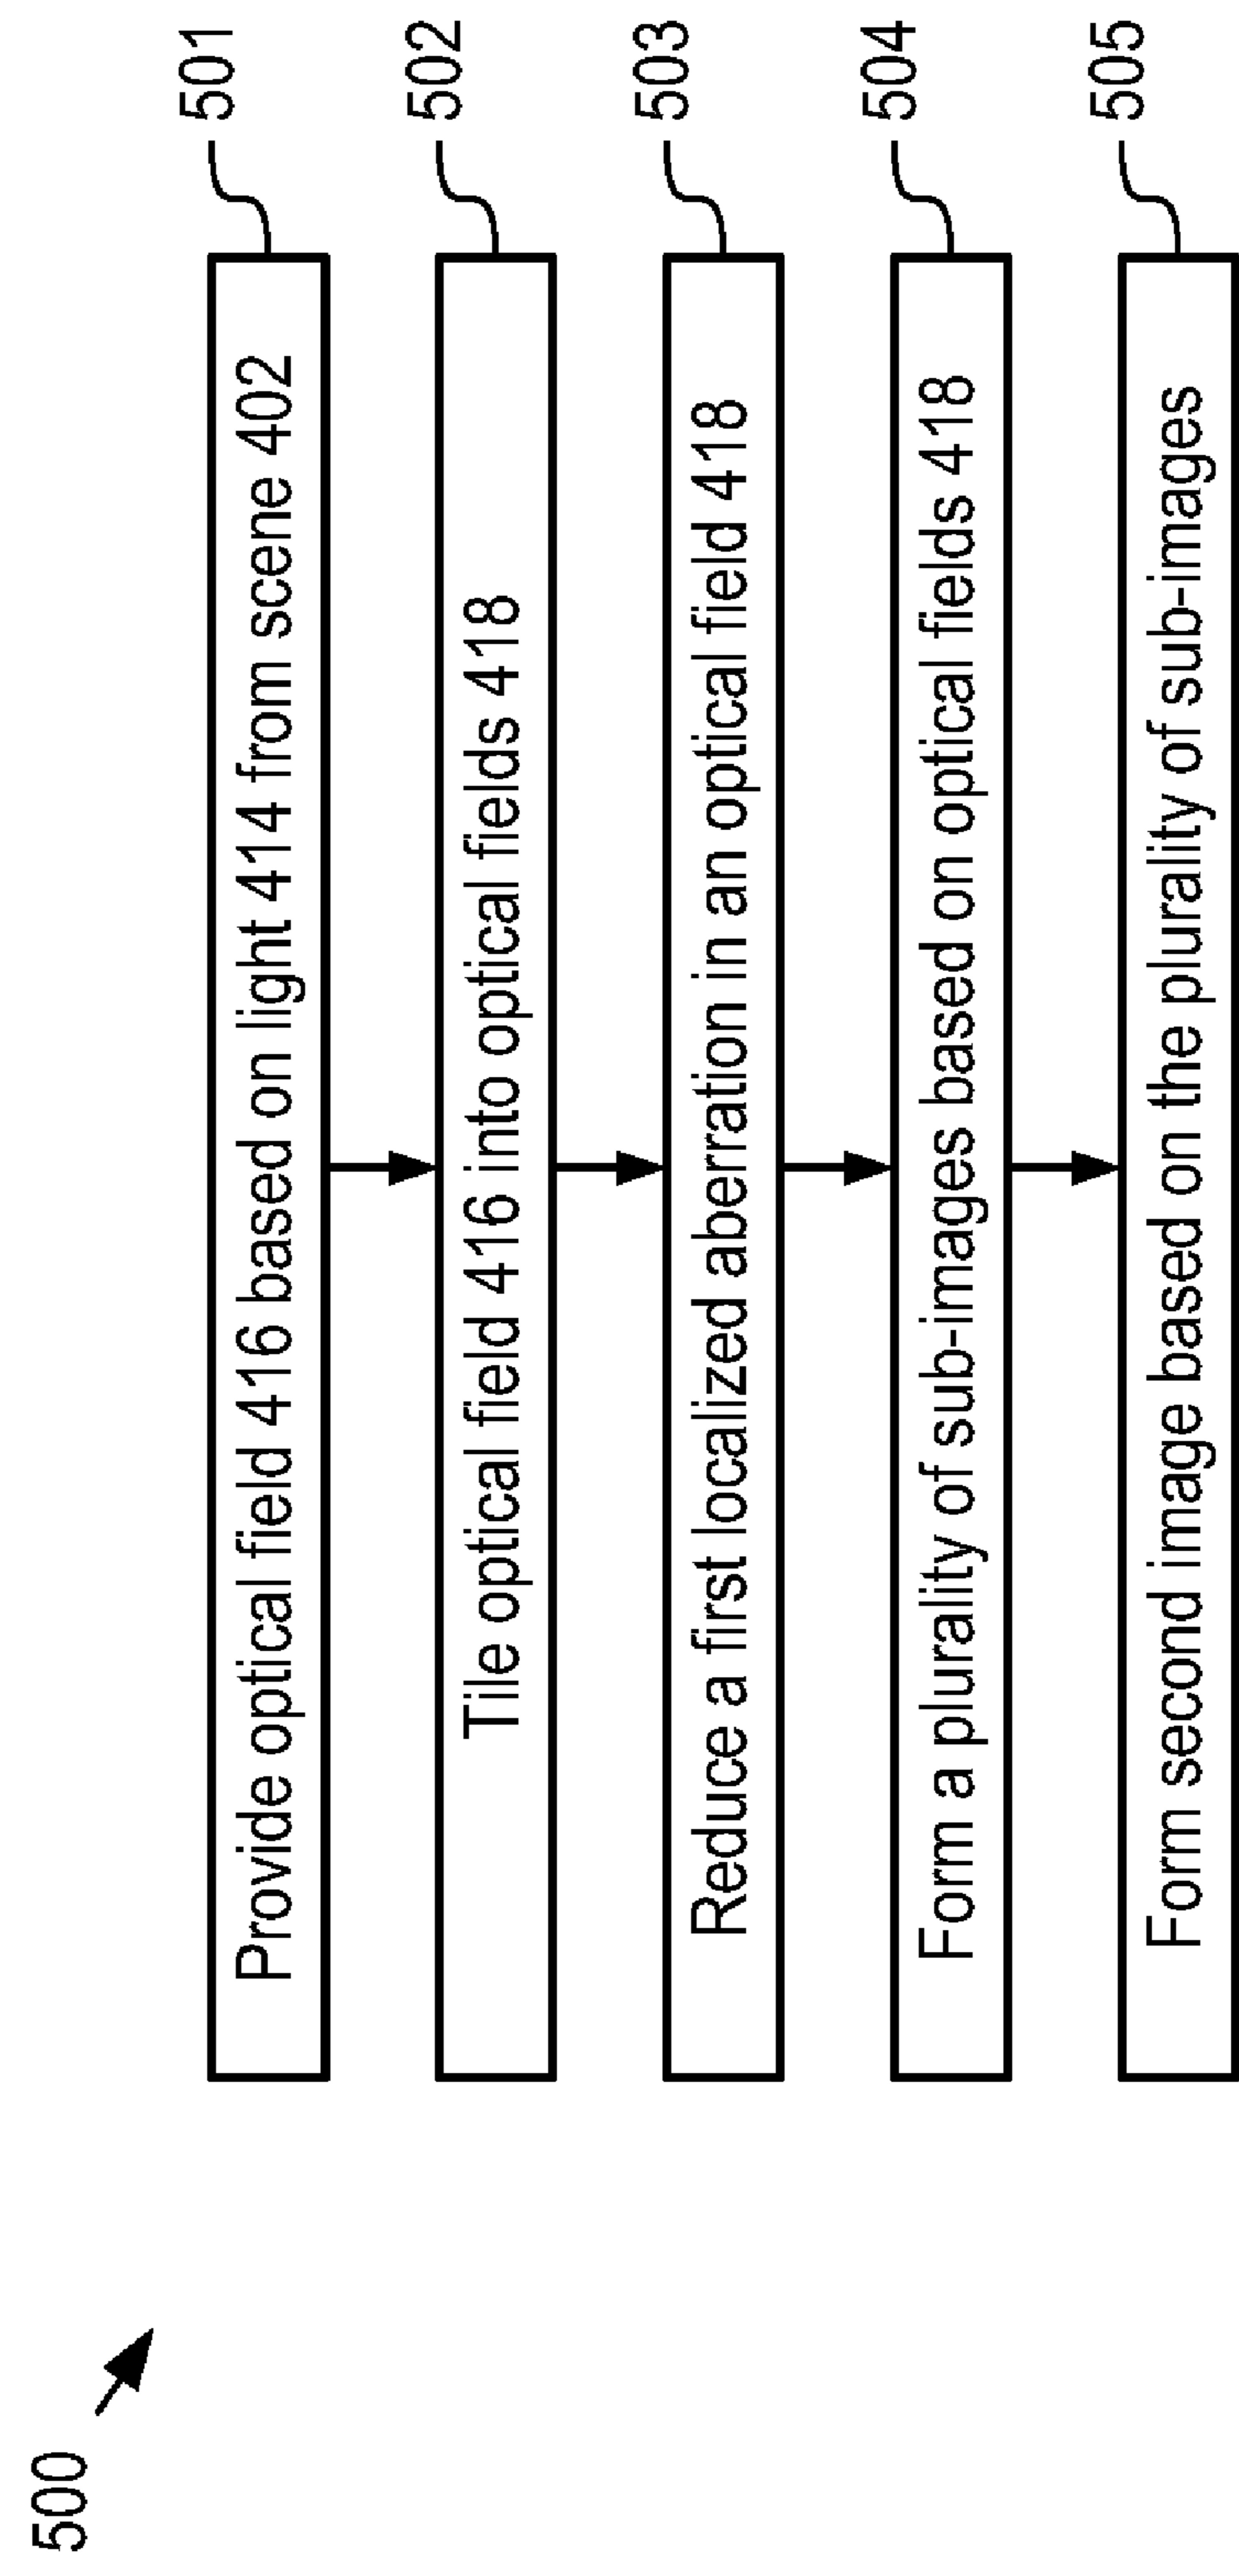 500
Provide optical field 416 based on light 414 from scene 402
501
Tile optical field 416 into optical fields 418
502
Reduce a first localized aberration in an optical field 418
503
Form a plurality of sub-images based on optical fields 418
504
Form second image based on the plurality of sub-images
505